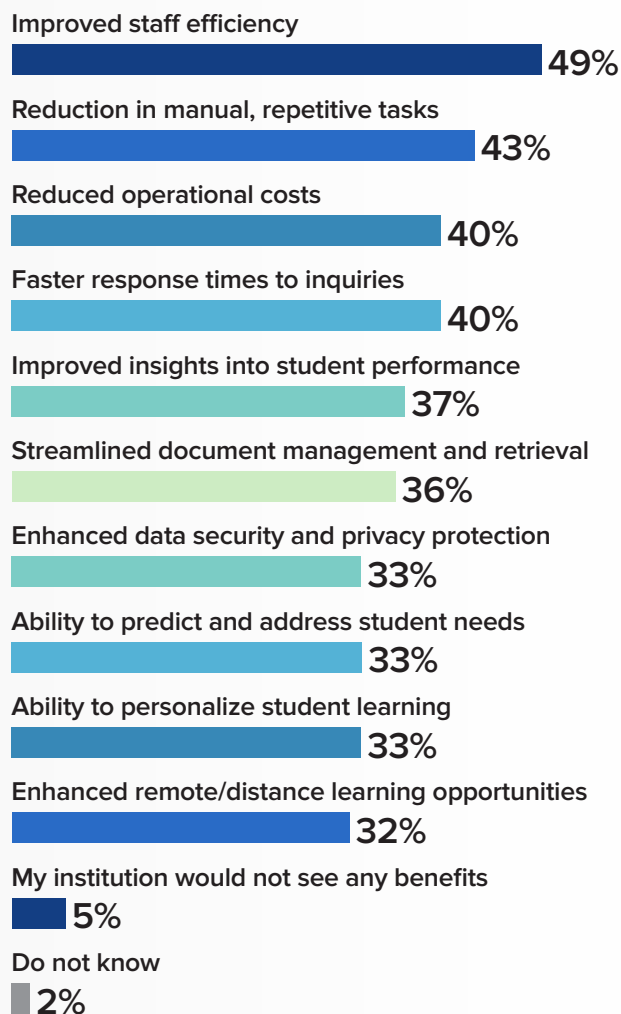 Improved staff efficiency
49%
Reduction in manual, repetitive tasks
43%
Reduced operational costs
40%
Faster response times to inquiries
40%
Improved insights into student performance
37%
Streamlined document management and retrieval
36%
Enhanced data security and privacy protection
33%
Ability to predict and address student needs
33%
Ability to personalize student learning
33%
Enhanced remote/distance learning opportunities
32%
My institution would not see any benefits
5%
Do not know
2%